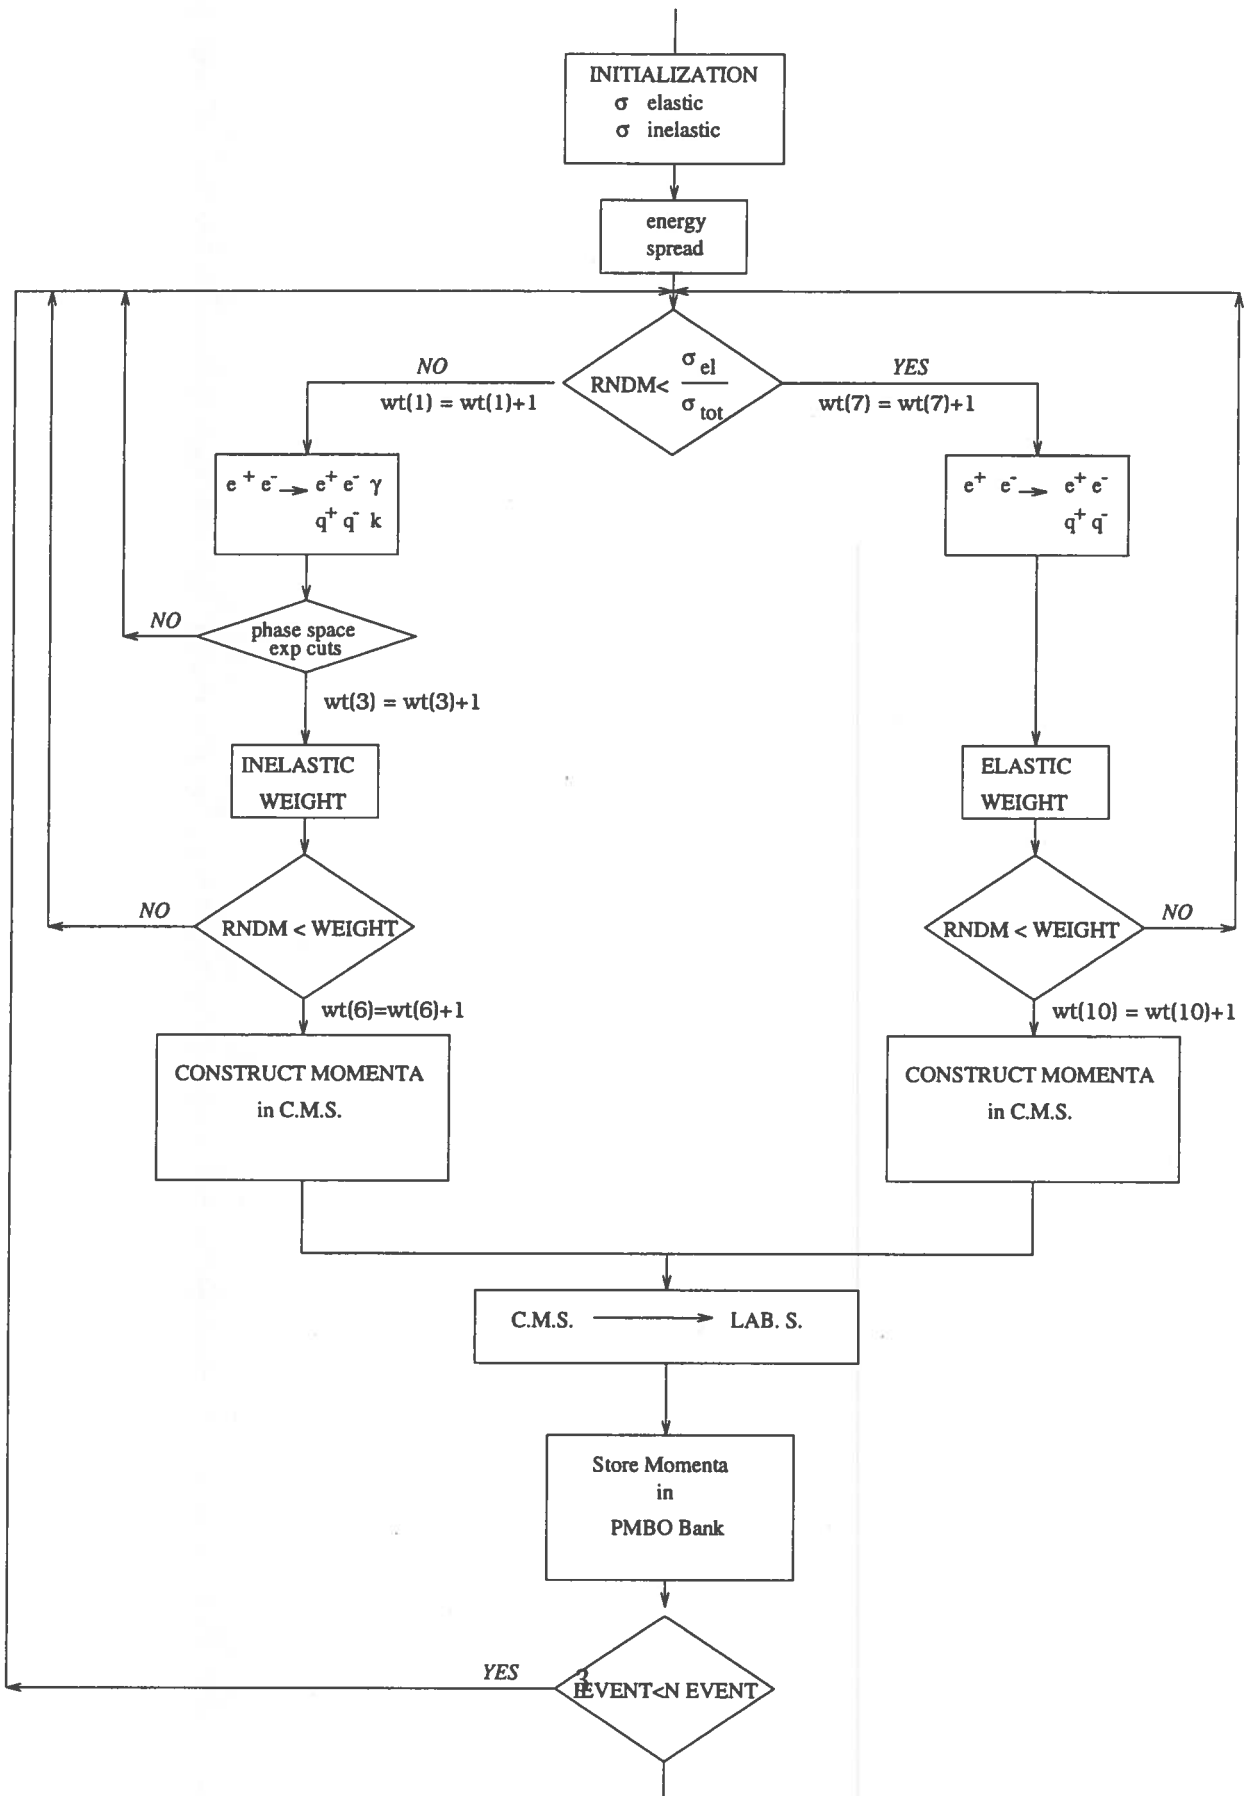 INITIALIZATION
σ elastic
σ inelastic
energy
spread
RNDM< σ el / σ tot
NO
wt(1) = wt(1)+1
YES
wt(7) = wt(7)+1
e + e - → e + e - γ
q + q - k
e + e - → e + e -
q + q -
NO
phase space
exp cuts
wt(3) = wt(3)+1
INELASTIC
WEIGHT
ELASTIC
WEIGHT
NO
RNDM < WEIGHT
RNDM < WEIGHT
NO
wt(6)=wt(6)+1
wt(10) = wt(10)+1
CONSTRUCT MOMENTA
in C.M.S.
CONSTRUCT MOMENTA
in C.M.S.
C.M.S. → LAB. S.
Store Momenta
in
PMBO Bank
YES
3
EVENT<N EVENT